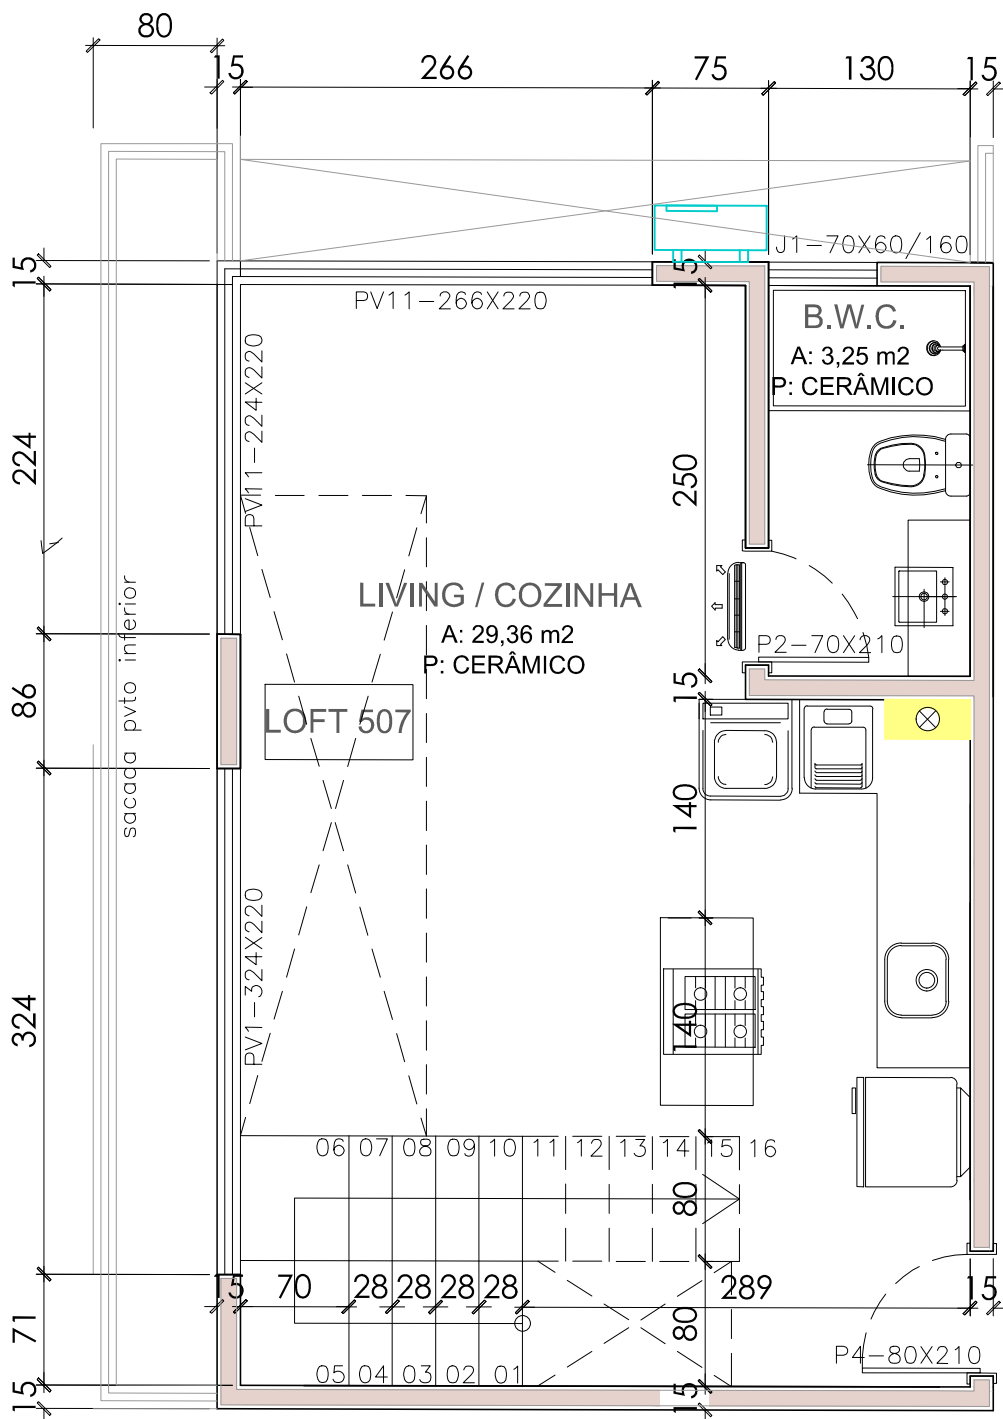 80
15 266 75 130 15
J1-70X60/160
15
15
PV11-266X220
B.W.C.
A: 3,25 m2
P: CERÂMICO
PV11-224X220
224
250
LIVING / COZINHA
A: 29,36 m2
P: CERÂMICO
P2-70X210
sacada pvto inferior
86
15
LOFT 507
140
PV1-324X220
324
140
06 07 08 09 10 11 12 13 14 15 16
80
15 70 28 28 28 28 289 15
71
80
P4-80X210
05 04 03 02 01
15
15